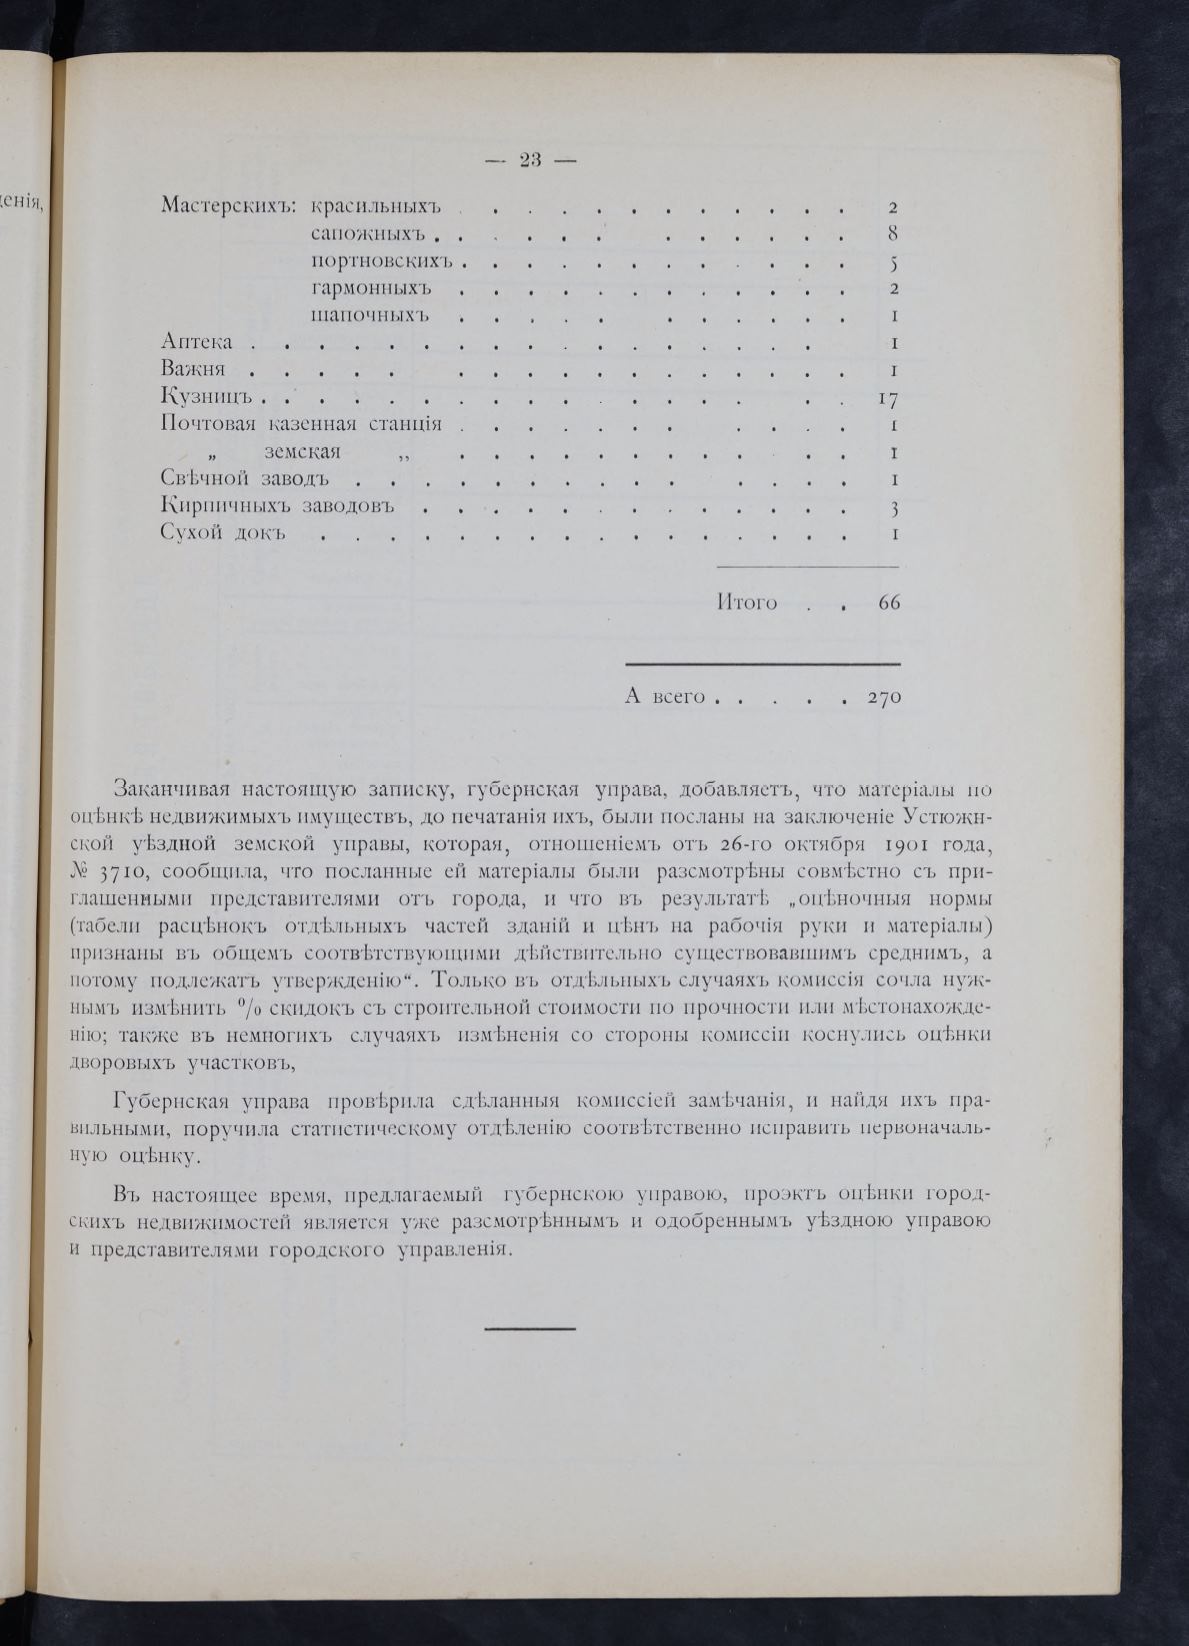 денія,
— 23 —
Мастерскихъ: красильныхъ . . . . . . . . . . . . 2
сапожныхъ . . . . . . . . . . . . 8
портновскихъ . . . . . . . . . . . . 5
гармонныхъ . . . . . . . . . . . . 2
шапочныхъ . . . . . . . . . . . 1
Аптека . . . . . . . . . . . . . . . . . 1
Важня . . . . . . . . . . . . . . . . . 1
Кузницъ . . . . . . . . . . . . . . . . . 17
Почтовая казенная станція . . . . . . . . . . . 1
„ земская „ . . . . . . . . . . . 1
Свѣчной заводъ . . . . . . . . . . . . . . 1
Кирпичныхъ заводовъ . . . . . . . . . . . . . 3
Сухой докъ . . . . . . . . . . . . . . . . 1
Итого . . 66
А всего . . . . . 270
Заканчивая настоящую записку, губернская управа, добавляетъ, что матеріалы по
оцѣнкѣ недвижимыхъ имуществъ, до печатанія ихъ, были посланы на заключеніе Устюжн-
ской уѣздной земской управы, которая, отношеніемъ отъ 26-го октября 1901 года,
№ 3710, сообщила, что посланные ей матеріалы были разсмотрѣны совмѣстно съ при-
глашенными представителями отъ города, и что въ результатѣ „оцѣночныя нормы
(табели расцѣнокъ отдѣльныхъ частей зданій и цѣнъ на рабочія руки и матеріалы)
признаны въ общемъ соотвѣтствующими дѣйствительно существовавшимъ среднимъ, а
потому подлежатъ утвержденію“. Только въ отдѣльныхъ случаяхъ комиссія сочла нуж-
нымъ измѣнить % скидокъ съ строительной стоимости по прочности или мѣстонахожде-
нію; также въ немногихъ случаяхъ измѣненія со стороны комиссіи коснулись оцѣнки
дворовыхъ участковъ,
Губернская управа провѣрила сдѣланныя комиссіей замѣчанія, и найдя ихъ пра-
вильными, поручила статистическому отдѣленію соотвѣтственно исправить первоначаль-
ную оцѣнку.
Въ настоящее время, предлагаемый губернскою управою, проэктъ оцѣнки город-
скихъ недвижимостей является уже разсмотрѣннымъ и одобреннымъ уѣздною управою
и представителями городского управленія.